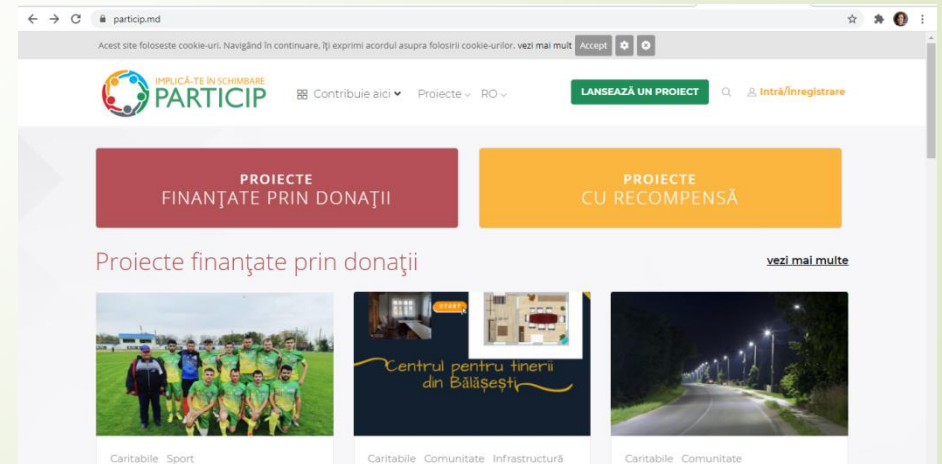 particip.md
Acest site foloseste cookie-uri. Navigând în continuare, îţi exprimi acordul asupra folosirii cookie-urilor. vezi mai mult Accept
IMPLICĂ-TE ÎN SCHIMBARE
PARTICIP
Contribuie aici Proiecte RO LANSEAZĂ UN PROIECT Intră/Înregistrare
PROIECTE
FINANŢATE PRIN DONAŢII
PROIECTE
CU RECOMPENSĂ
Proiecte finanţate prin donaţii vezi mai multe
START
Centrul pentru tinerii
din Bălășești
Caritabile Sport
Caritabile Comunitate Infrastructură
Caritabile Comunitate